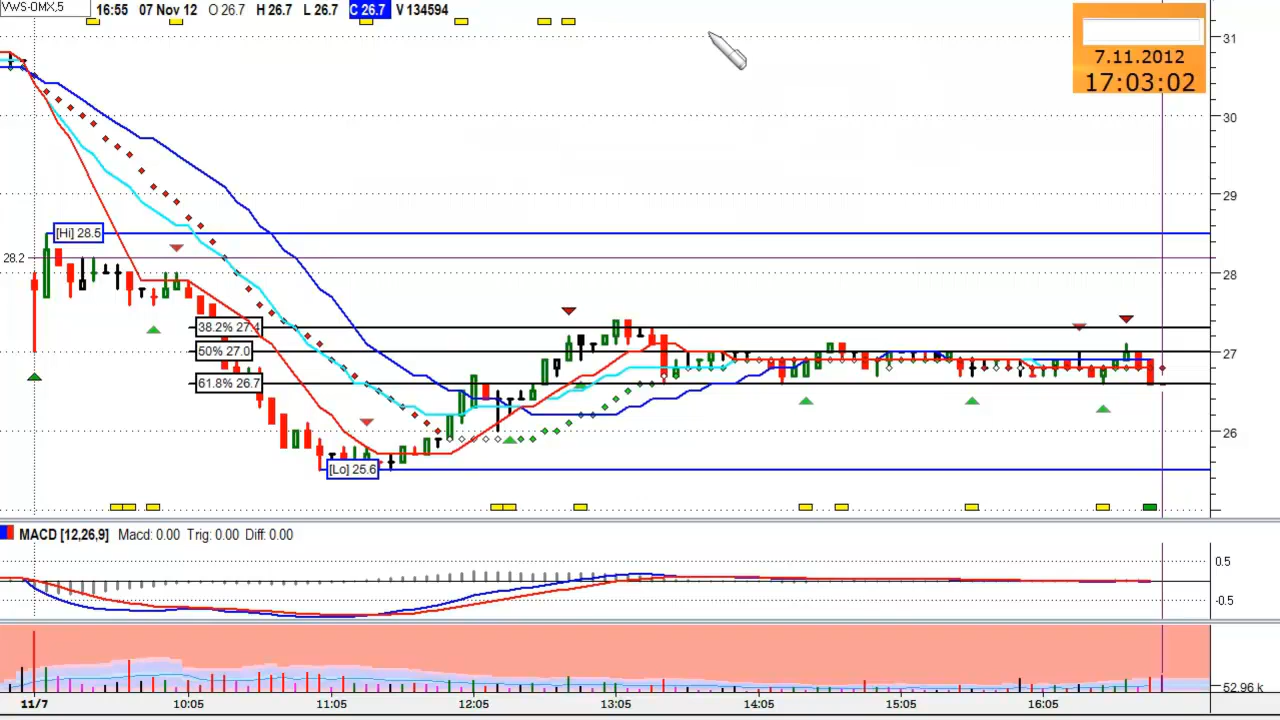 VWS-OMX,5
16:55 07 Nov 12 O 26.7 H 26.7 L 26.7 C 26.7 V 134594
7.11.2012
17:03:02
31
30
29
28
27
26
[Hi] 28.5
28.2
38.2% 27.4
50% 27.0
61.8% 26.7
[Lo] 25.6
MACD [12,26,9] Macd: 0.00 Trig: 0.00 Diff: 0.00
0.5
-0.5
52.96 k
11/7 10:05 11:05 12:05 13:05 14:05 15:05 16:05